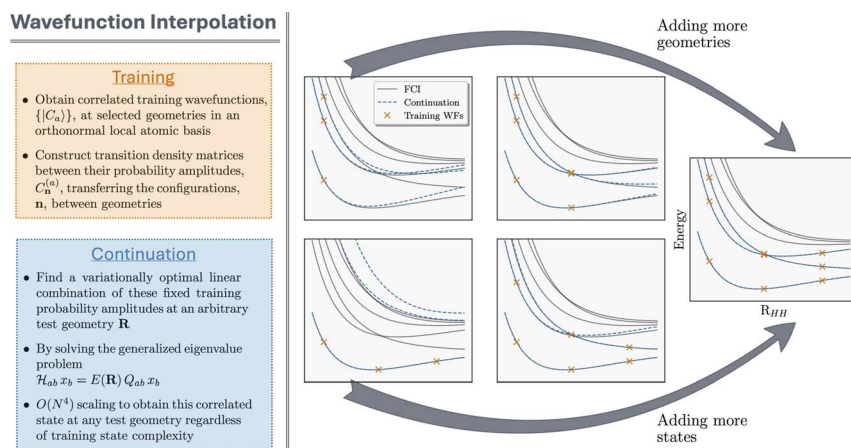 Wavefunction Interpolation
Training
• Obtain correlated training wavefunctions,
{|C_a⟩}, at selected geometries in an
orthonormal local atomic basis
• Construct transition density matrices
between their probability amplitudes,
C_n^(a), transferring the configurations,
n, between geometries
Continuation
• Find a variationally optimal linear
combination of these fixed training
probability amplitudes at an arbitrary
test geometry R
• By solving the generalized eigenvalue
problem
ℋ_ab x_b = E(R) Q_ab x_b
• O(N⁴) scaling to obtain this correlated
state at any test geometry regardless
of training state complexity
Adding more
geometries
FCI
Continuation
Training WFs
Energy
R_HH
Adding more
states